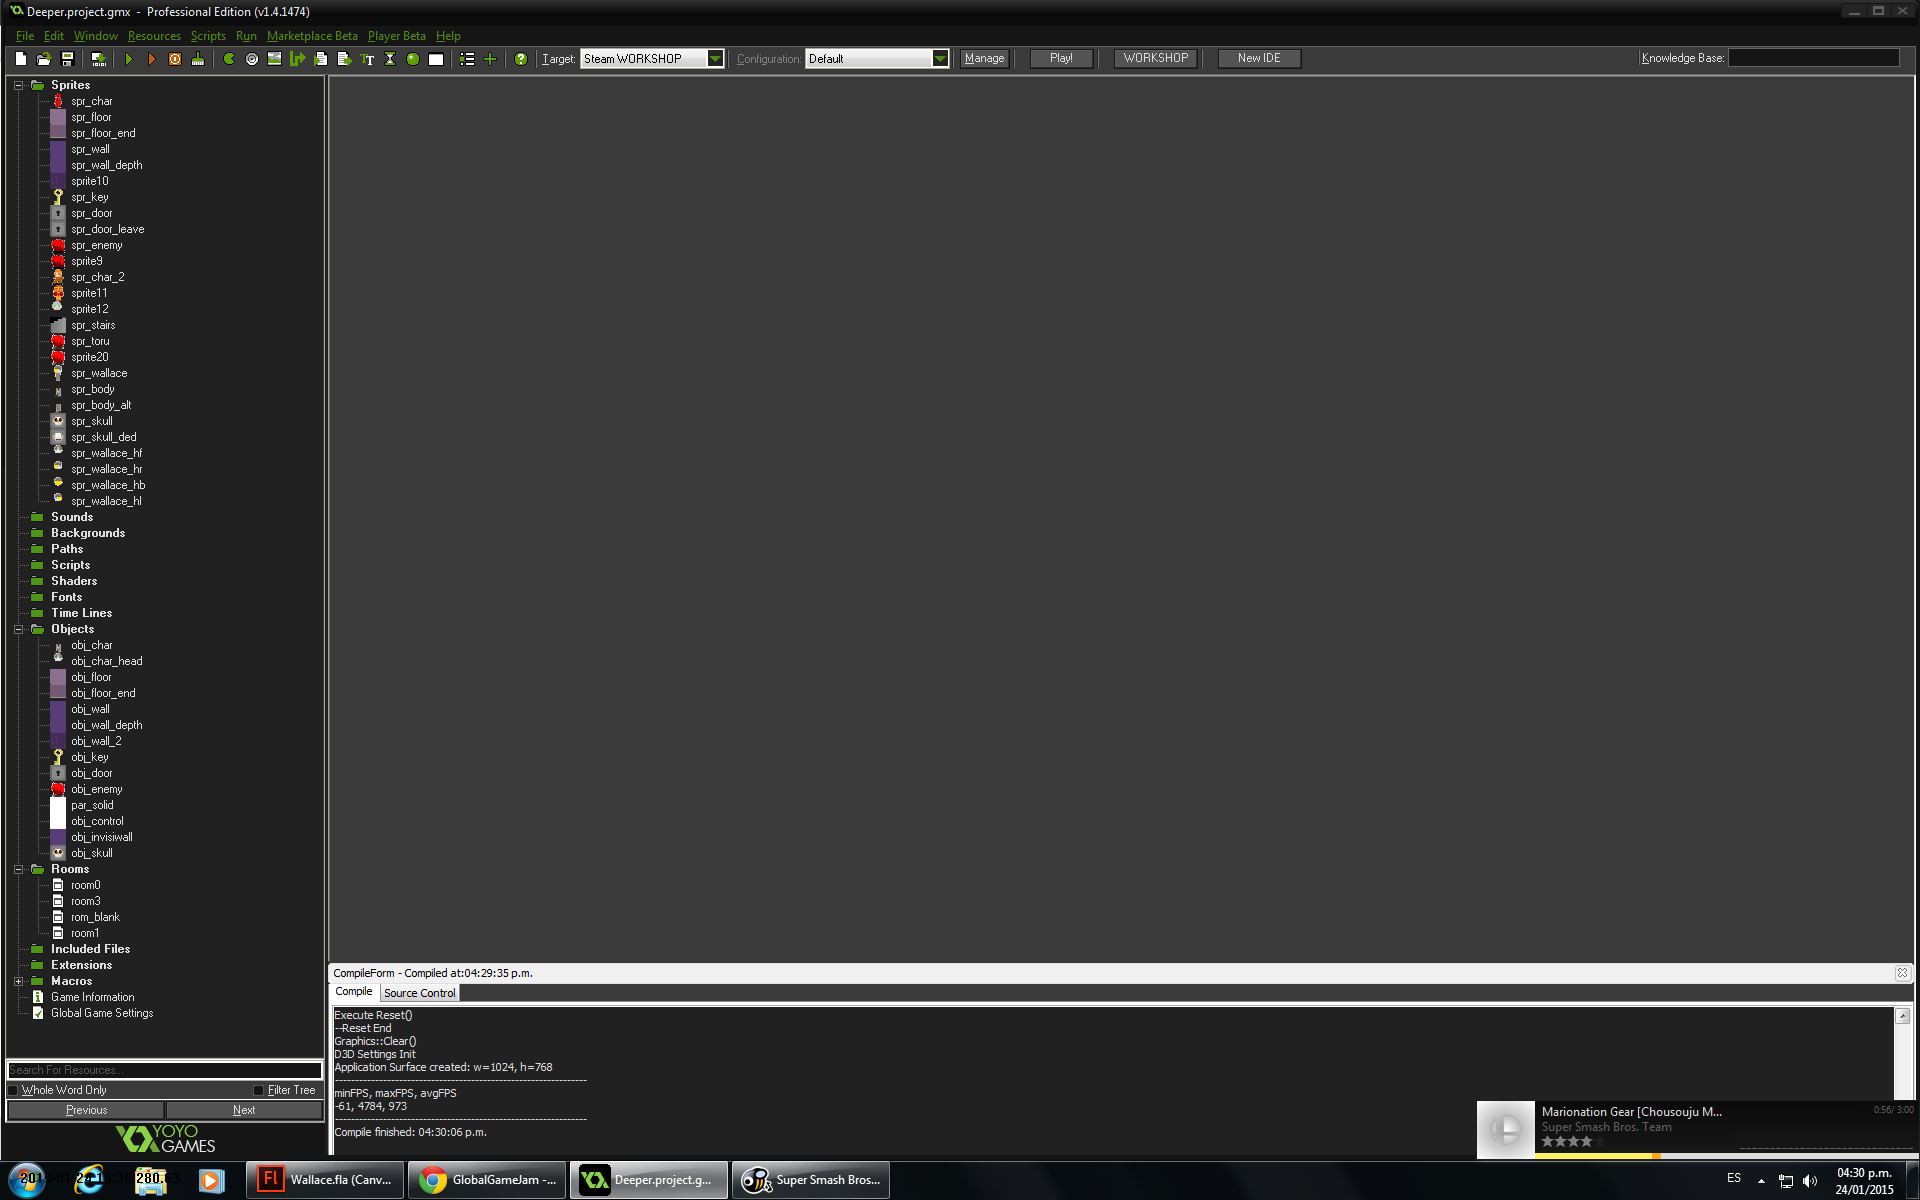 Deeper.project.gmx - Professional Edition (v1.4.1474)
File Edit Window Resources Scripts Run Marketplace Beta Player Beta Help
Target: Steam WORKSHOP Configuration: Default Manage Play! WORKSHOP New IDE Knowledge Base:
Sprites
spr_char
spr_floor
spr_floor_end
spr_wall
spr_wall_depth
sprite10
spr_key
spr_door
spr_door_leave
spr_enemy
sprite9
spr_char_2
sprite11
sprite12
spr_stairs
spr_toru
sprite20
spr_wallace
spr_body
spr_body_alt
spr_skull
spr_skull_ded
spr_wallace_hf
spr_wallace_hr
spr_wallace_hb
spr_wallace_hl
Sounds
Backgrounds
Paths
Scripts
Shaders
Fonts
Time Lines
Objects
obj_char
obj_char_head
obj_floor
obj_floor_end
obj_wall
obj_wall_depth
obj_wall_2
obj_key
obj_door
obj_enemy
par_solid
obj_control
obj_invisiwall
obj_skull
Rooms
room0
room3
rom_blank
room1
Included Files
Extensions
Macros
Game Information
Global Game Settings
Search For Resources...
Whole Word Only Filter Tree
Previous Next
YOYO GAMES
CompileForm - Compiled at:04:29:35 p.m.
Compile Source Control
Execute Reset()
--Reset End
Graphics::Clear()
D3D Settings Init
Application Surface created: w=1024, h=768
minFPS, maxFPS, avgFPS
-61, 4784, 973
Compile finished: 04:30:06 p.m.
Marionation Gear [Chousouju M... 0:56/ 3:00
Super Smash Bros. Team
Wallace.fla (Canv...
GlobalGameJam -...
Deeper.project.g...
Super Smash Bros...
ES
04:30 p.m.
24/01/2015